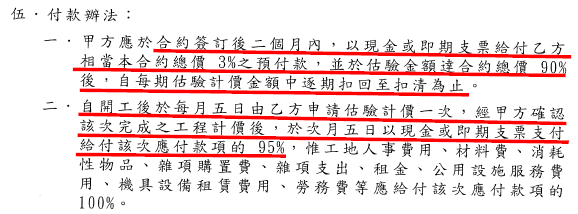 伍．付款辦法：
一．甲方應於合約簽訂後二個月內，以現金或即期支票給付乙方
相當本合約總價 3%之預付款，並於估驗金額達合約總價 90%
後，自每期估驗計價金額中逐期扣回至扣清為止。
二．自開工後於每月五日由乙方申請估驗計價一次，經甲方確認
該次完成之工程計價後，於次月五日以現金或即期支票支付
給付該次應付款項的 95%，惟工地人事費用、材料費、消耗
性物品、雜項購置費、雜項支出、租金、公用設施服務費
用、機具設備租賃費用、勞務費等應給付該次應付款項的
100%。